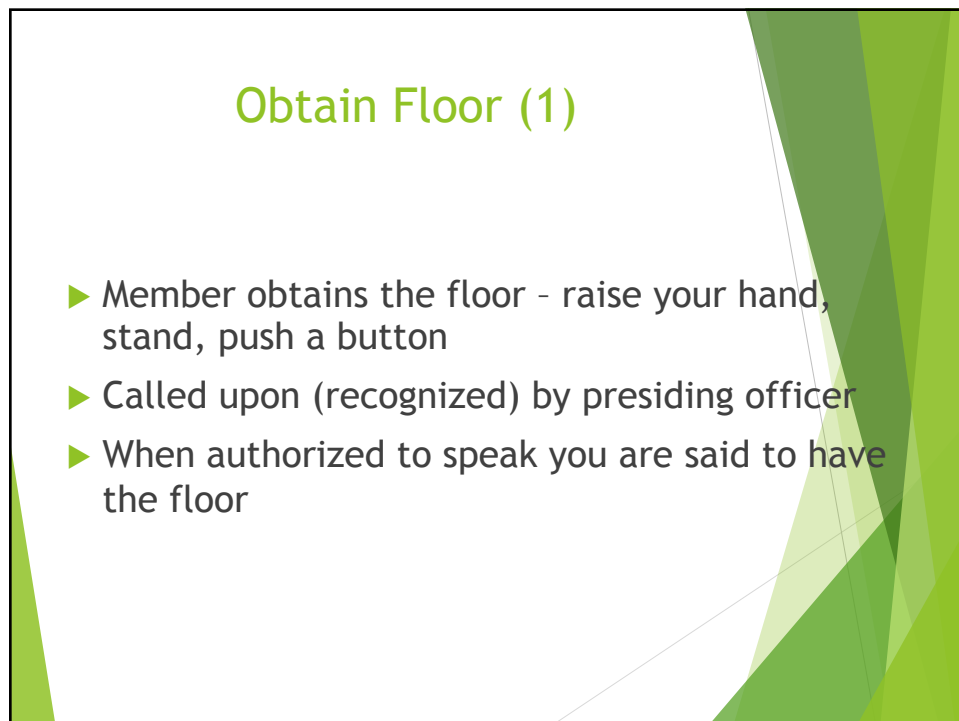 Obtain Floor (1)
Member obtains the floor – raise your hand,
stand, push a button
Called upon (recognized) by presiding officer
When authorized to speak you are said to have
the floor